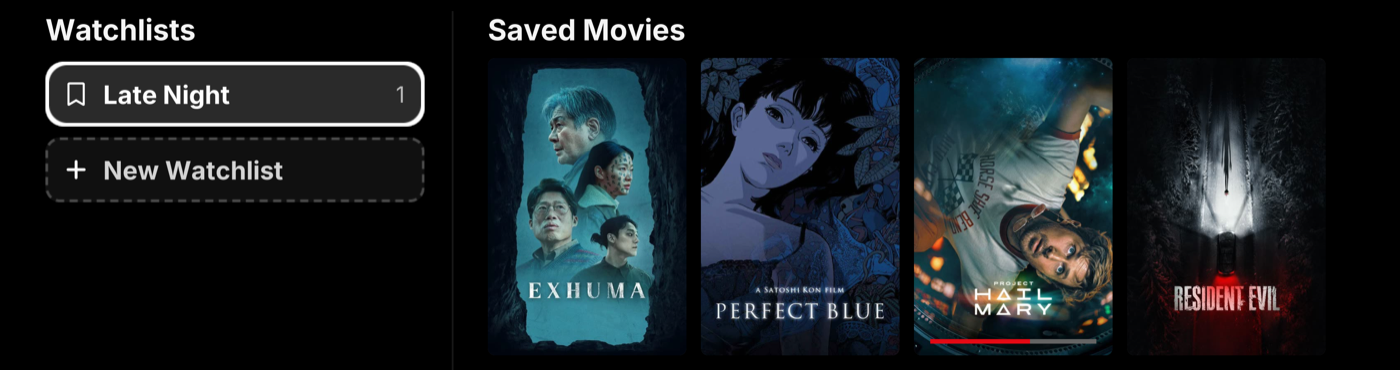 Watchlists
Late Night 1
New Watchlist
Saved Movies
EXHUMA
A SATOSHI KON FILM
PERFECT BLUE
PROJECT
HAIL
MARY
RESIDENT EVIL